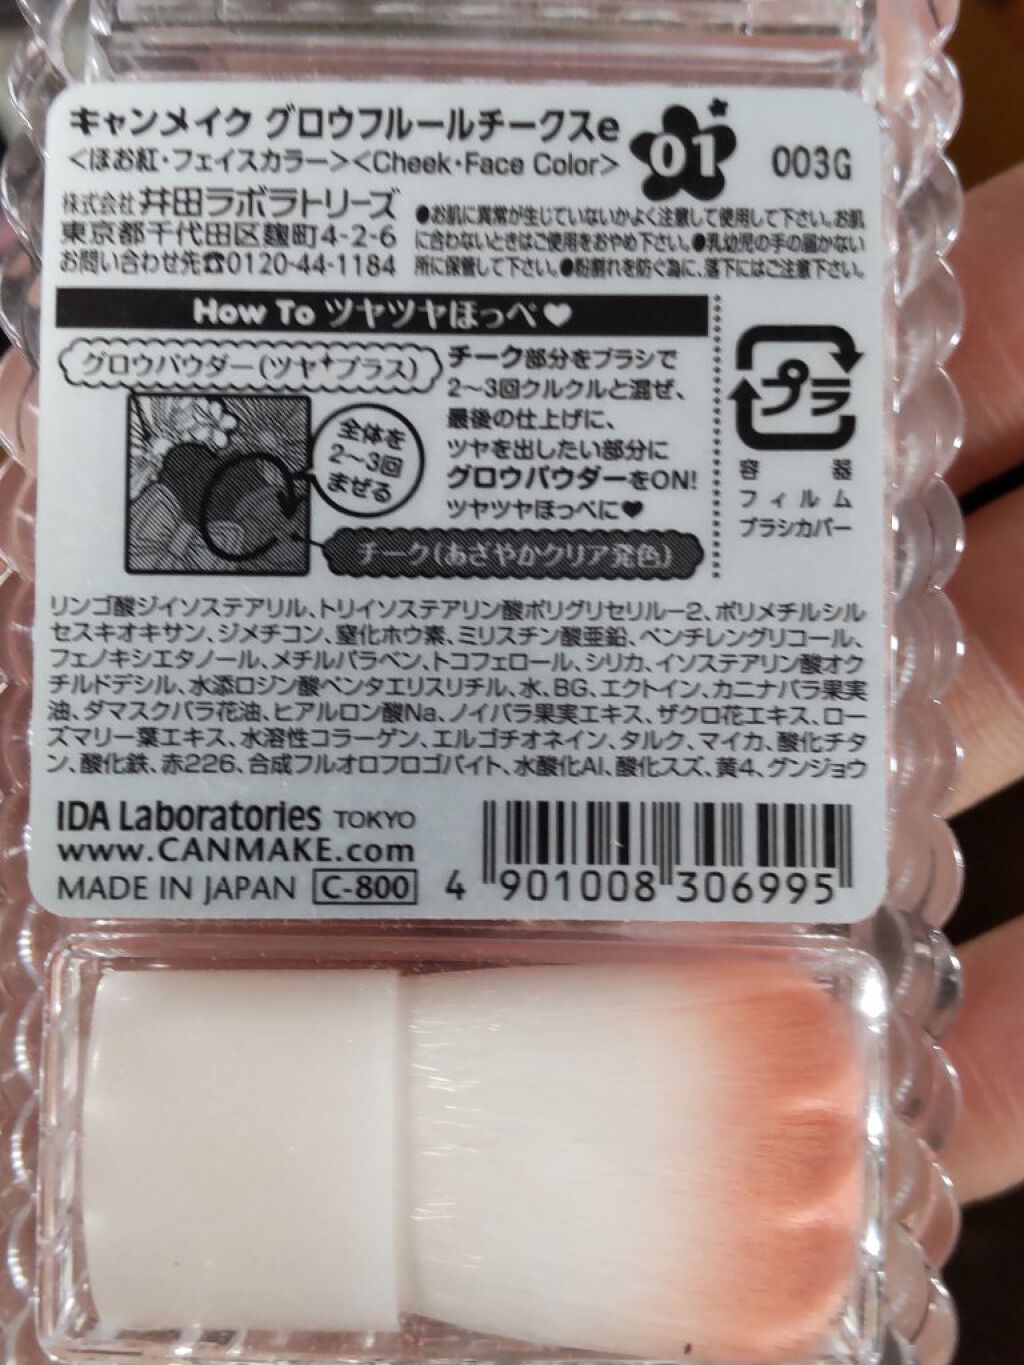 キャンメイク グロウフルールチークスe
<ほお紅・フェイスカラー><Cheek・Face Color>
01
003G
株式会社 井田ラボラトリーズ
東京都千代田区麹町4-2-6
お問い合わせ先☎0120-44-1184
●お肌に異常が生じていないかよく注意して使用して下さい。お肌
に合わないときはご使用をおやめ下さい。●乳幼児の手の届かない
所に保管して下さい。●粉割れを防ぐ為に、落下にはご注意下さい。
How To ツヤツヤほっぺ♥
グロウパウダー(ツヤ+プラス)
全体を
2〜3回
まぜる
チーク(あざやかクリア発色)
チーク部分をブラシで
2〜3回クルクルと混ぜ、
最後の仕上げに、
ツヤを出したい部分に
グロウパウダーをON!
ツヤツヤほっぺに♥
プラ
容器
フィルム
ブラシカバー
リンゴ酸ジイソステアリル、トリイソステアリン酸ポリグリセリル−2、ポリメチルシル
セスキオキサン、ジメチコン、窒化ホウ素、ミリスチン酸亜鉛、ペンチレングリコール、
フェノキシエタノール、メチルパラベン、トコフェロール、シリカ、イソステアリン酸オク
チルドデシル、水添ロジン酸ペンタエリスリチル、水、BG、エクトイン、カニナバラ果実
油、ダマスクバラ花油、ヒアルロン酸Na、ノイバラ果実エキス、ザクロ花エキス、ロー
ズマリー葉エキス、水溶性コラーゲン、エルゴチオネイン、タルク、マイカ、酸化チタ
ン、酸化鉄、赤226、合成フルオロフロゴパイト、水酸化Al、酸化スズ、黄4、グンジョウ
IDA Laboratories TOKYO
www.CANMAKE.com
MADE IN JAPAN C-800
4 901008 306995